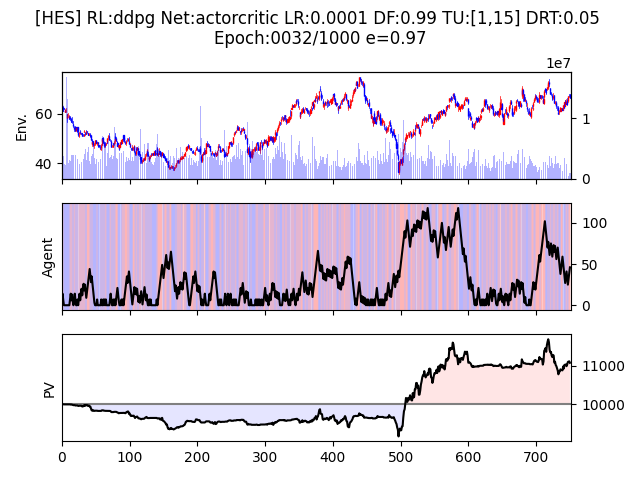 [HES] RL:ddpg Net:actorcritic LR:0.0001 DF:0.99 TU:[1,15] DRT:0.05
Epoch:0032/1000 e=0.97
1e7
Env.
60
40
1
0
Agent
100
50
0
PV
11000
10000
0 100 200 300 400 500 600 700